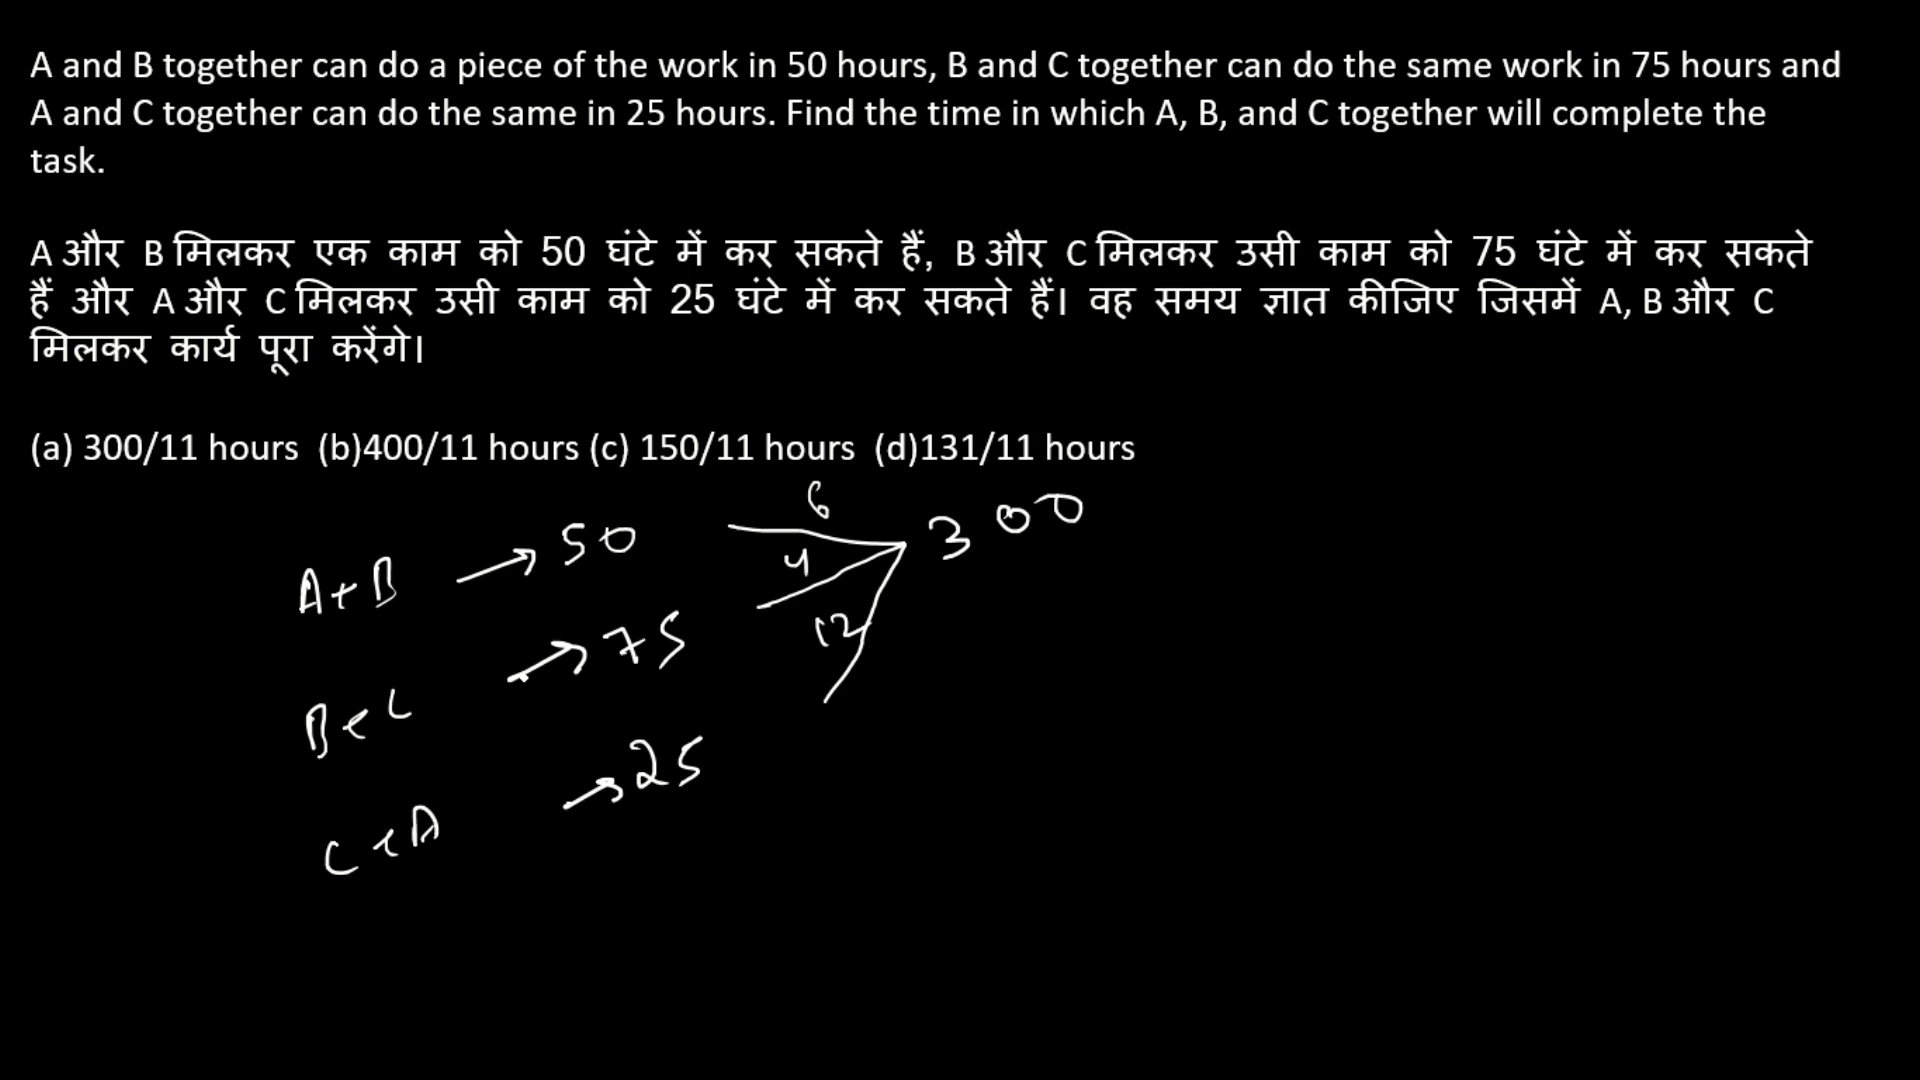 A and B together can do a piece of the work in 50 hours, B and C together can do the same work in 75 hours and
A and C together can do the same in 25 hours. Find the time in which A, B, and C together will complete the
task.
A और B मिलकर एक काम को 50 घंटे में कर सकते हैं, B और C मिलकर उसी काम को 75 घंटे में कर सकते
हैं और A और C मिलकर उसी काम को 25 घंटे में कर सकते हैं। वह समय ज्ञात कीजिए जिसमें A, B और C
मिलकर कार्य पूरा करेंगे।
(a) 300/11 hours (b)400/11 hours (c) 150/11 hours (d)131/11 hours
A+B → 50 6 300
4
B+C → 75 12
C+A → 25